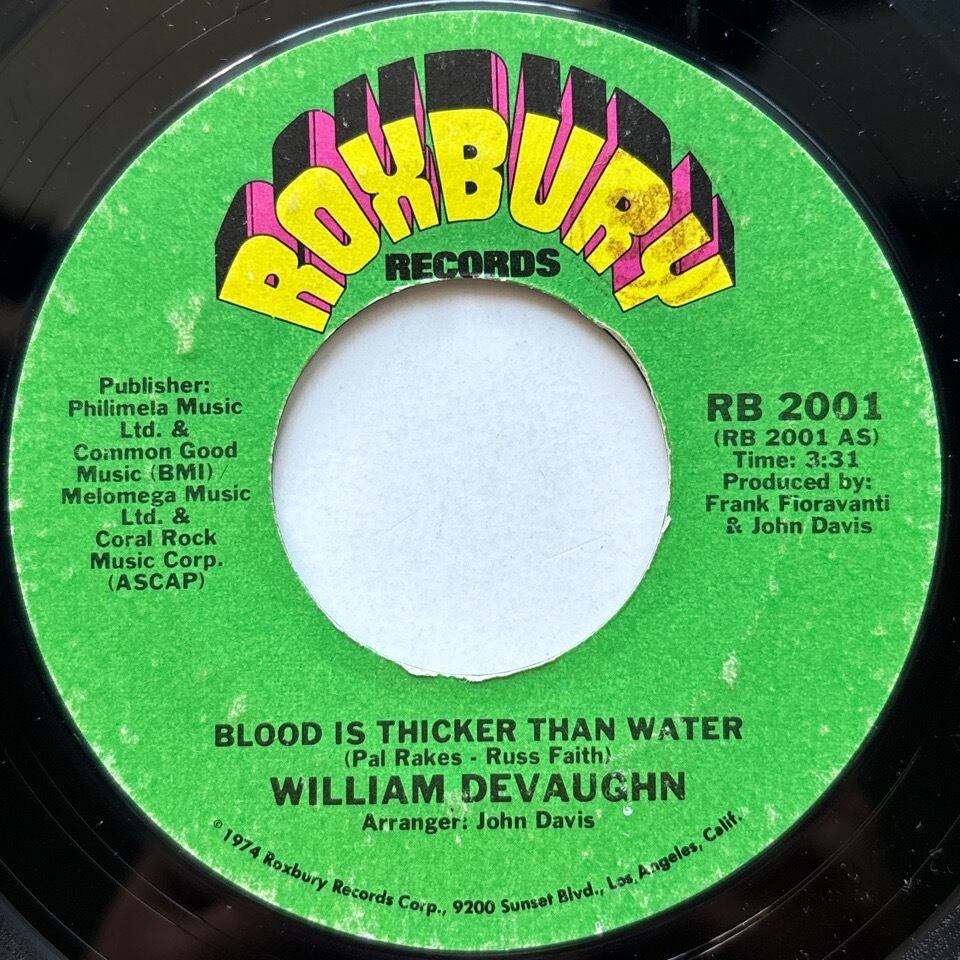 ROXBURY
RECORDS
Publisher:
Philimela Music
Ltd. &
Common Good
Music (BMI)/
Melomega Music
Ltd. &
Coral Rock
Music Corp.
(ASCAP)
RB 2001
(RB 2001 AS)
Time: 3:31
Produced by:
Frank Fioravanti
& John Davis
BLOOD IS THICKER THAN WATER
(Pal Rakes - Russ Faith)
WILLIAM DEVAUGHN
Arranger: John Davis
© 1974 Roxbury Records Corp., 9200 Sunset Blvd., Los Angeles, Calif.